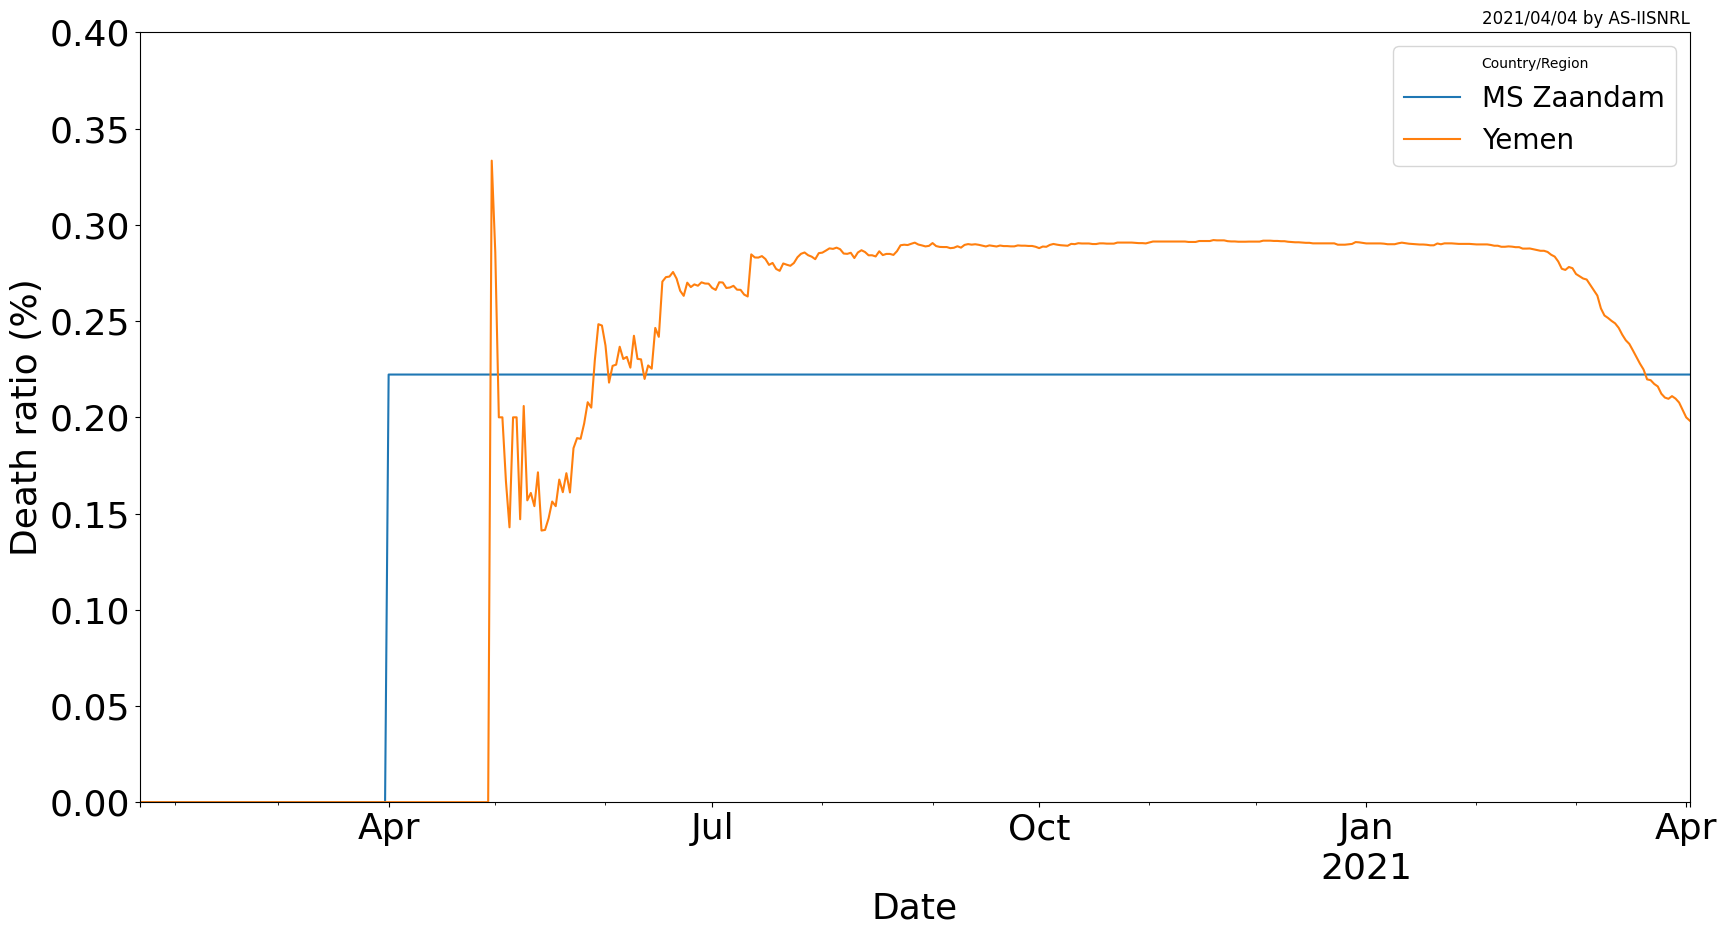 2021/04/04 by AS-IISNRL
Country/Region
MS Zaandam
Yemen
Death ratio (%)
0.40
0.35
0.30
0.25
0.20
0.15
0.10
0.05
0.00
Apr Jul Oct Jan Apr
2021
Date